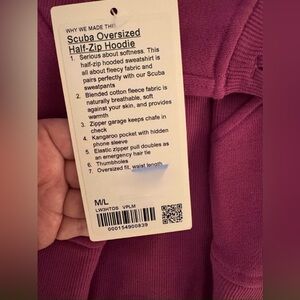 WHY WE MADE THIS
Scuba Oversized
Half-Zip Hoodie
1. Serious about softness. This
half-zip hooded sweatshirt is
all about fleecy fabric and
pairs perfectly with our Scuba
sweatpants
2. Blended cotton fleece fabric is
naturally breathable, soft
against your skin, and provides
warmth
3. Zipper garage keeps chafe in
check
4. Kangaroo pocket with hidden
phone sleeve
5. Elastic zipper pull doubles as
an emergency hair tie
6. Thumbholes
7. Oversized fit, waist length
M/L
LW3HTDS VPLM
000154900839